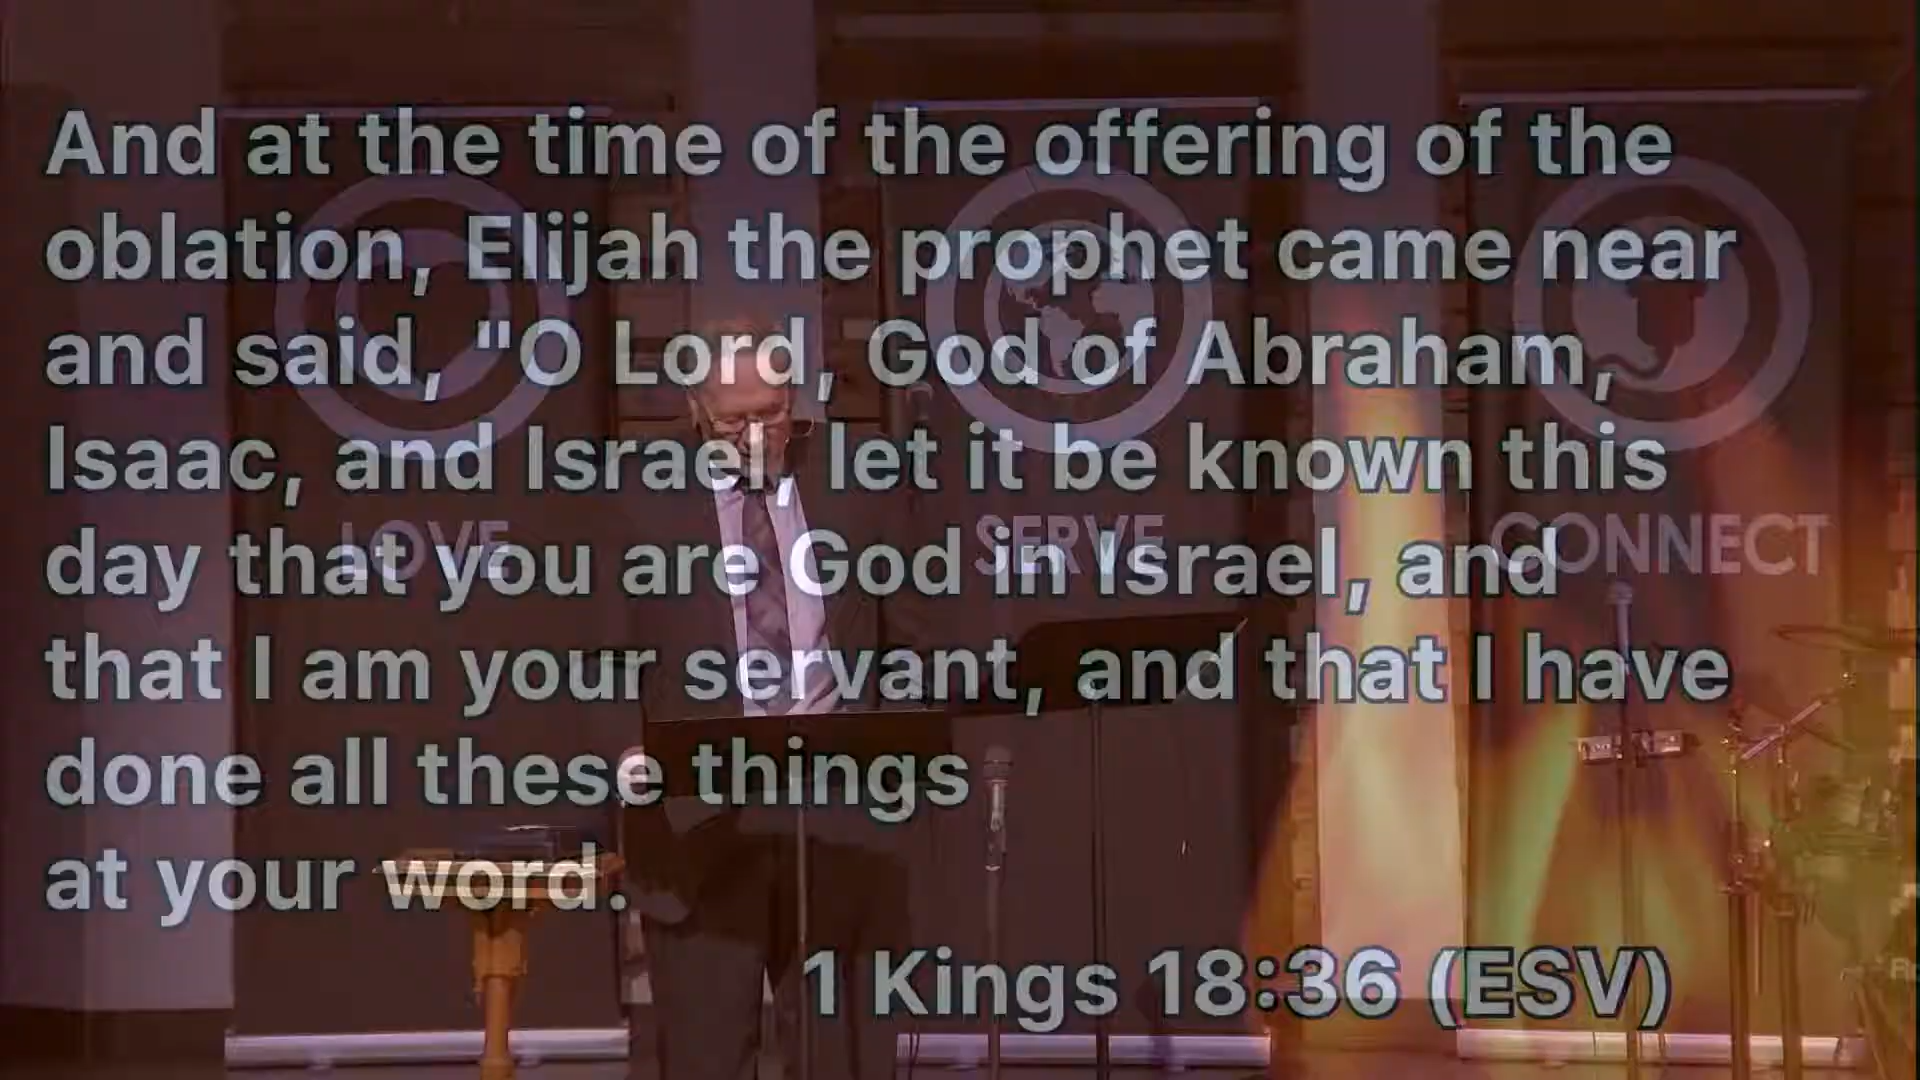 And at the time of the offering of the
oblation, Elijah the prophet came near
and said, "O Lord, God of Abraham,
Isaac, and Israel, let it be known this
day that you are God in Israel, and
that I am your servant, and that I have
done all these things
at your word.
1 Kings 18:36 (ESV)
LOVE
SERVE
CONNECT